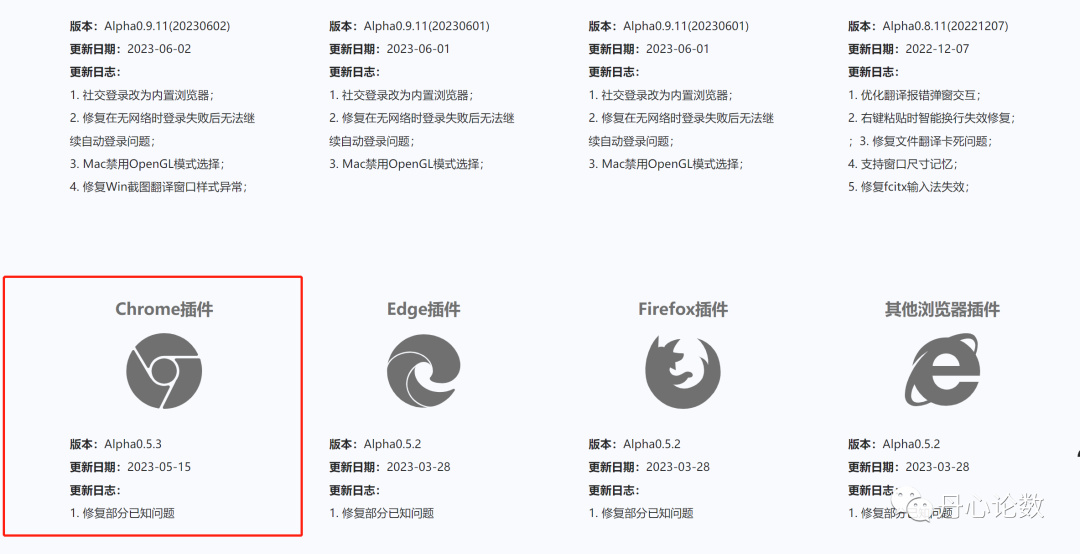 版本：Alpha0.9.11(20230602)
更新日期：2023-06-02
更新日志：
1. 社交登录改为内置浏览器；
2. 修复在无网络时登录失败后无法继
续自动登录问题；
3. Mac禁用OpenGL模式选择；
4. 修复Win截图翻译窗口样式异常；
版本：Alpha0.9.11(20230601)
更新日期：2023-06-01
更新日志：
1. 社交登录改为内置浏览器；
2. 修复在无网络时登录失败后无法继
续自动登录问题；
3. Mac禁用OpenGL模式选择；
版本：Alpha0.9.11(20230601)
更新日期：2023-06-01
更新日志：
1. 社交登录改为内置浏览器；
2. 修复在无网络时登录失败后无法继
续自动登录问题；
3. Mac禁用OpenGL模式选择；
版本：Alpha0.8.11(20221207)
更新日期：2022-12-07
更新日志：
1. 优化翻译报错弹窗交互；
2. 右键粘贴时智能换行失效修复；
；3. 修复文件翻译卡死问题；
4. 支持窗口尺寸记忆；
5. 修复fcitx输入法失效；
Chrome插件
版本：Alpha0.5.3
更新日期：2023-05-15
更新日志：
1. 修复部分已知问题
Edge插件
版本：Alpha0.5.2
更新日期：2023-03-28
更新日志：
1. 修复部分已知问题
Firefox插件
版本：Alpha0.5.2
更新日期：2023-03-28
更新日志：
1. 修复部分已知问题
其他浏览器插件
版本：Alpha0.5.2
更新日期：2023-03-28
更新日志：
1. 修复部分已知问题
丹心论数